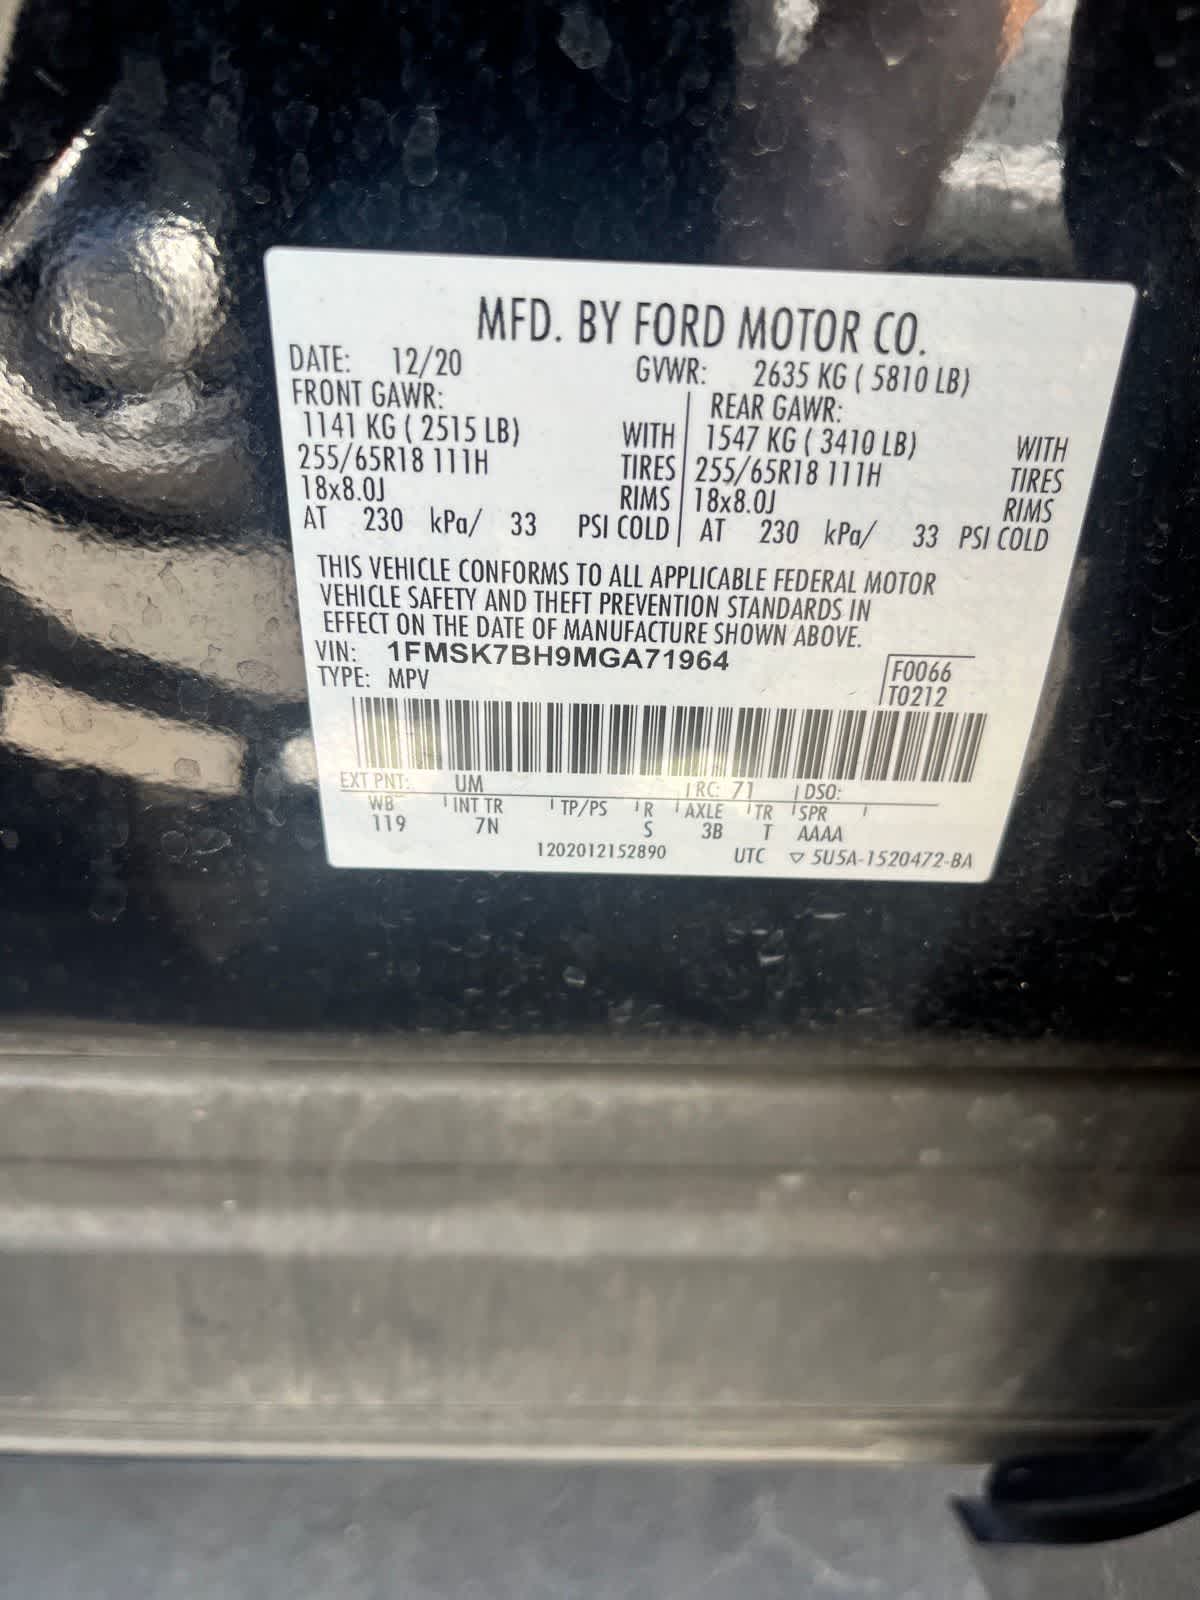 MFD. BY FORD MOTOR CO.
DATE: 12/20 GVWR: 2635 KG ( 5810 LB)
FRONT GAWR: REAR GAWR:
1141 KG ( 2515 LB) WITH 1547 KG ( 3410 LB) WITH
255/65R18 111H TIRES 255/65R18 111H TIRES
18x8.0J RIMS 18x8.0J RIMS
AT 230 kPa/ 33 PSI COLD AT 230 kPa/ 33 PSI COLD
THIS VEHICLE CONFORMS TO ALL APPLICABLE FEDERAL MOTOR
VEHICLE SAFETY AND THEFT PREVENTION STANDARDS IN
EFFECT ON THE DATE OF MANUFACTURE SHOWN ABOVE.
VIN: 1FMSK7BH9MGA71964
TYPE: MPV
F0066
T0212
EXT PNT: UM RC: 71 DSO:
WB INT TR TP/PS R AXLE TR SPR
119 7N S 3B T AAAA
1202012152890 UTC ▽ 5U5A-1520472-BA